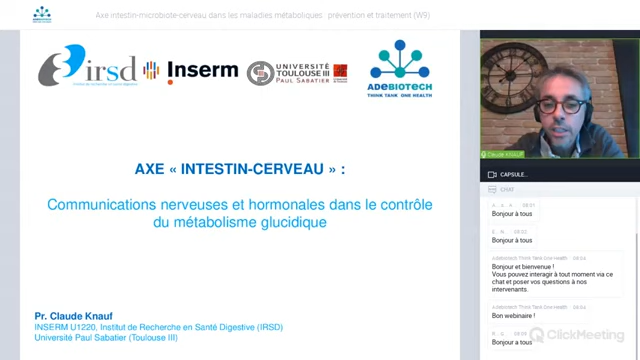 Axe intestin-microbiote-cerveau dans les maladies métaboliques: prévention et traitement (W9)
irsd
Inserm
UNIVERSITÉ
TOULOUSE III
PAUL SABATIER
ADEBIOTECH
THINK TANK ONE HEALTH
AXE « INTESTIN-CERVEAU » :
Communications nerveuses et hormonales dans le contrôle
du métabolisme glucidique
Pr. Claude Knauf
INSERM U1220, Institut de Recherche en Santé Digestive (IRSD)
Université Paul Sabatier (Toulouse III)
Claude KNAUF
CAPSULE...
CHAT
Bonjour à tous
Bonjour à tous
Adebiotech Think Tank One Health
Bonjour et bienvenue !
Vous pouvez interagir à tout moment via ce
chat et poser vos questions à nos
intervenants.
Adebiotech Think Tank One Health
Bon webinaire !
Bonjour a tous
ClickMeeting